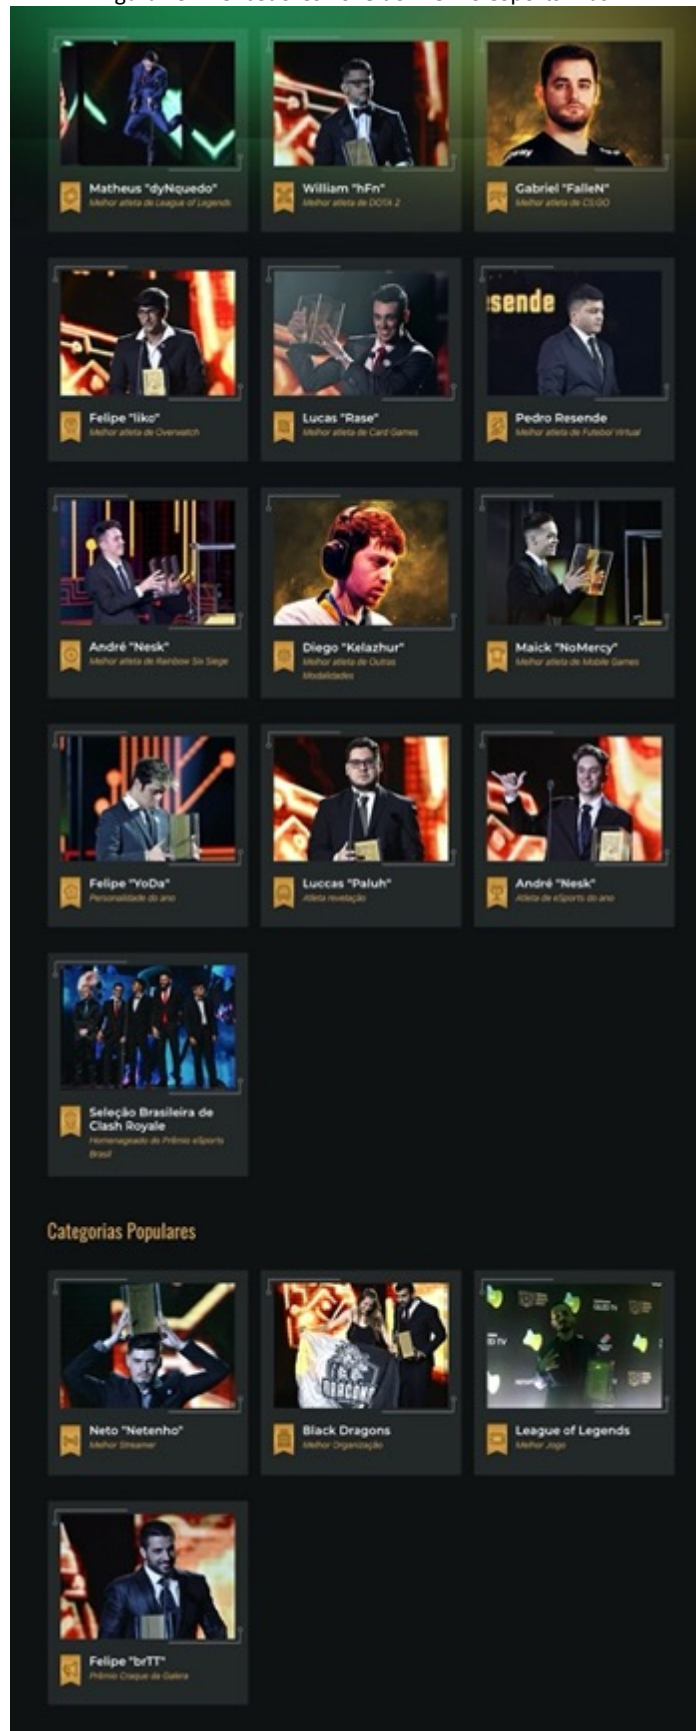 Matheus "dyNquedo"
Melhor atleta de League of Legends
William "hFn"
Melhor atleta de DOTA 2
Gabriel "FalleN"
Melhor atleta de CS:GO
esende
Felipe "liko"
Melhor atleta de Overwatch
Lucas "Rase"
Melhor atleta de Card Games
Pedro Resende
Melhor atleta de Futebol Virtual
André "Nesk"
Melhor atleta de Rainbow Six Siege
Diego "Kelazhur"
Melhor atleta de Outras
Modalidades
Maick "NoMercy"
Melhor atleta de Mobile Games
Felipe "YoDa"
Personalidade do ano
Luccas "Paluh"
Atleta revelação
André "Nesk"
Atleta de eSports do ano
Seleção Brasileira de
Clash Royale
Homenageado do Prêmio eSports
Brasil
Categorias Populares
DRAGONS
Neto "Netenho"
Melhor Streamer
Black Dragons
Melhor Organização
League of Legends
Melhor Jogo
Felipe "brTT"
Prêmio Craque da Galera